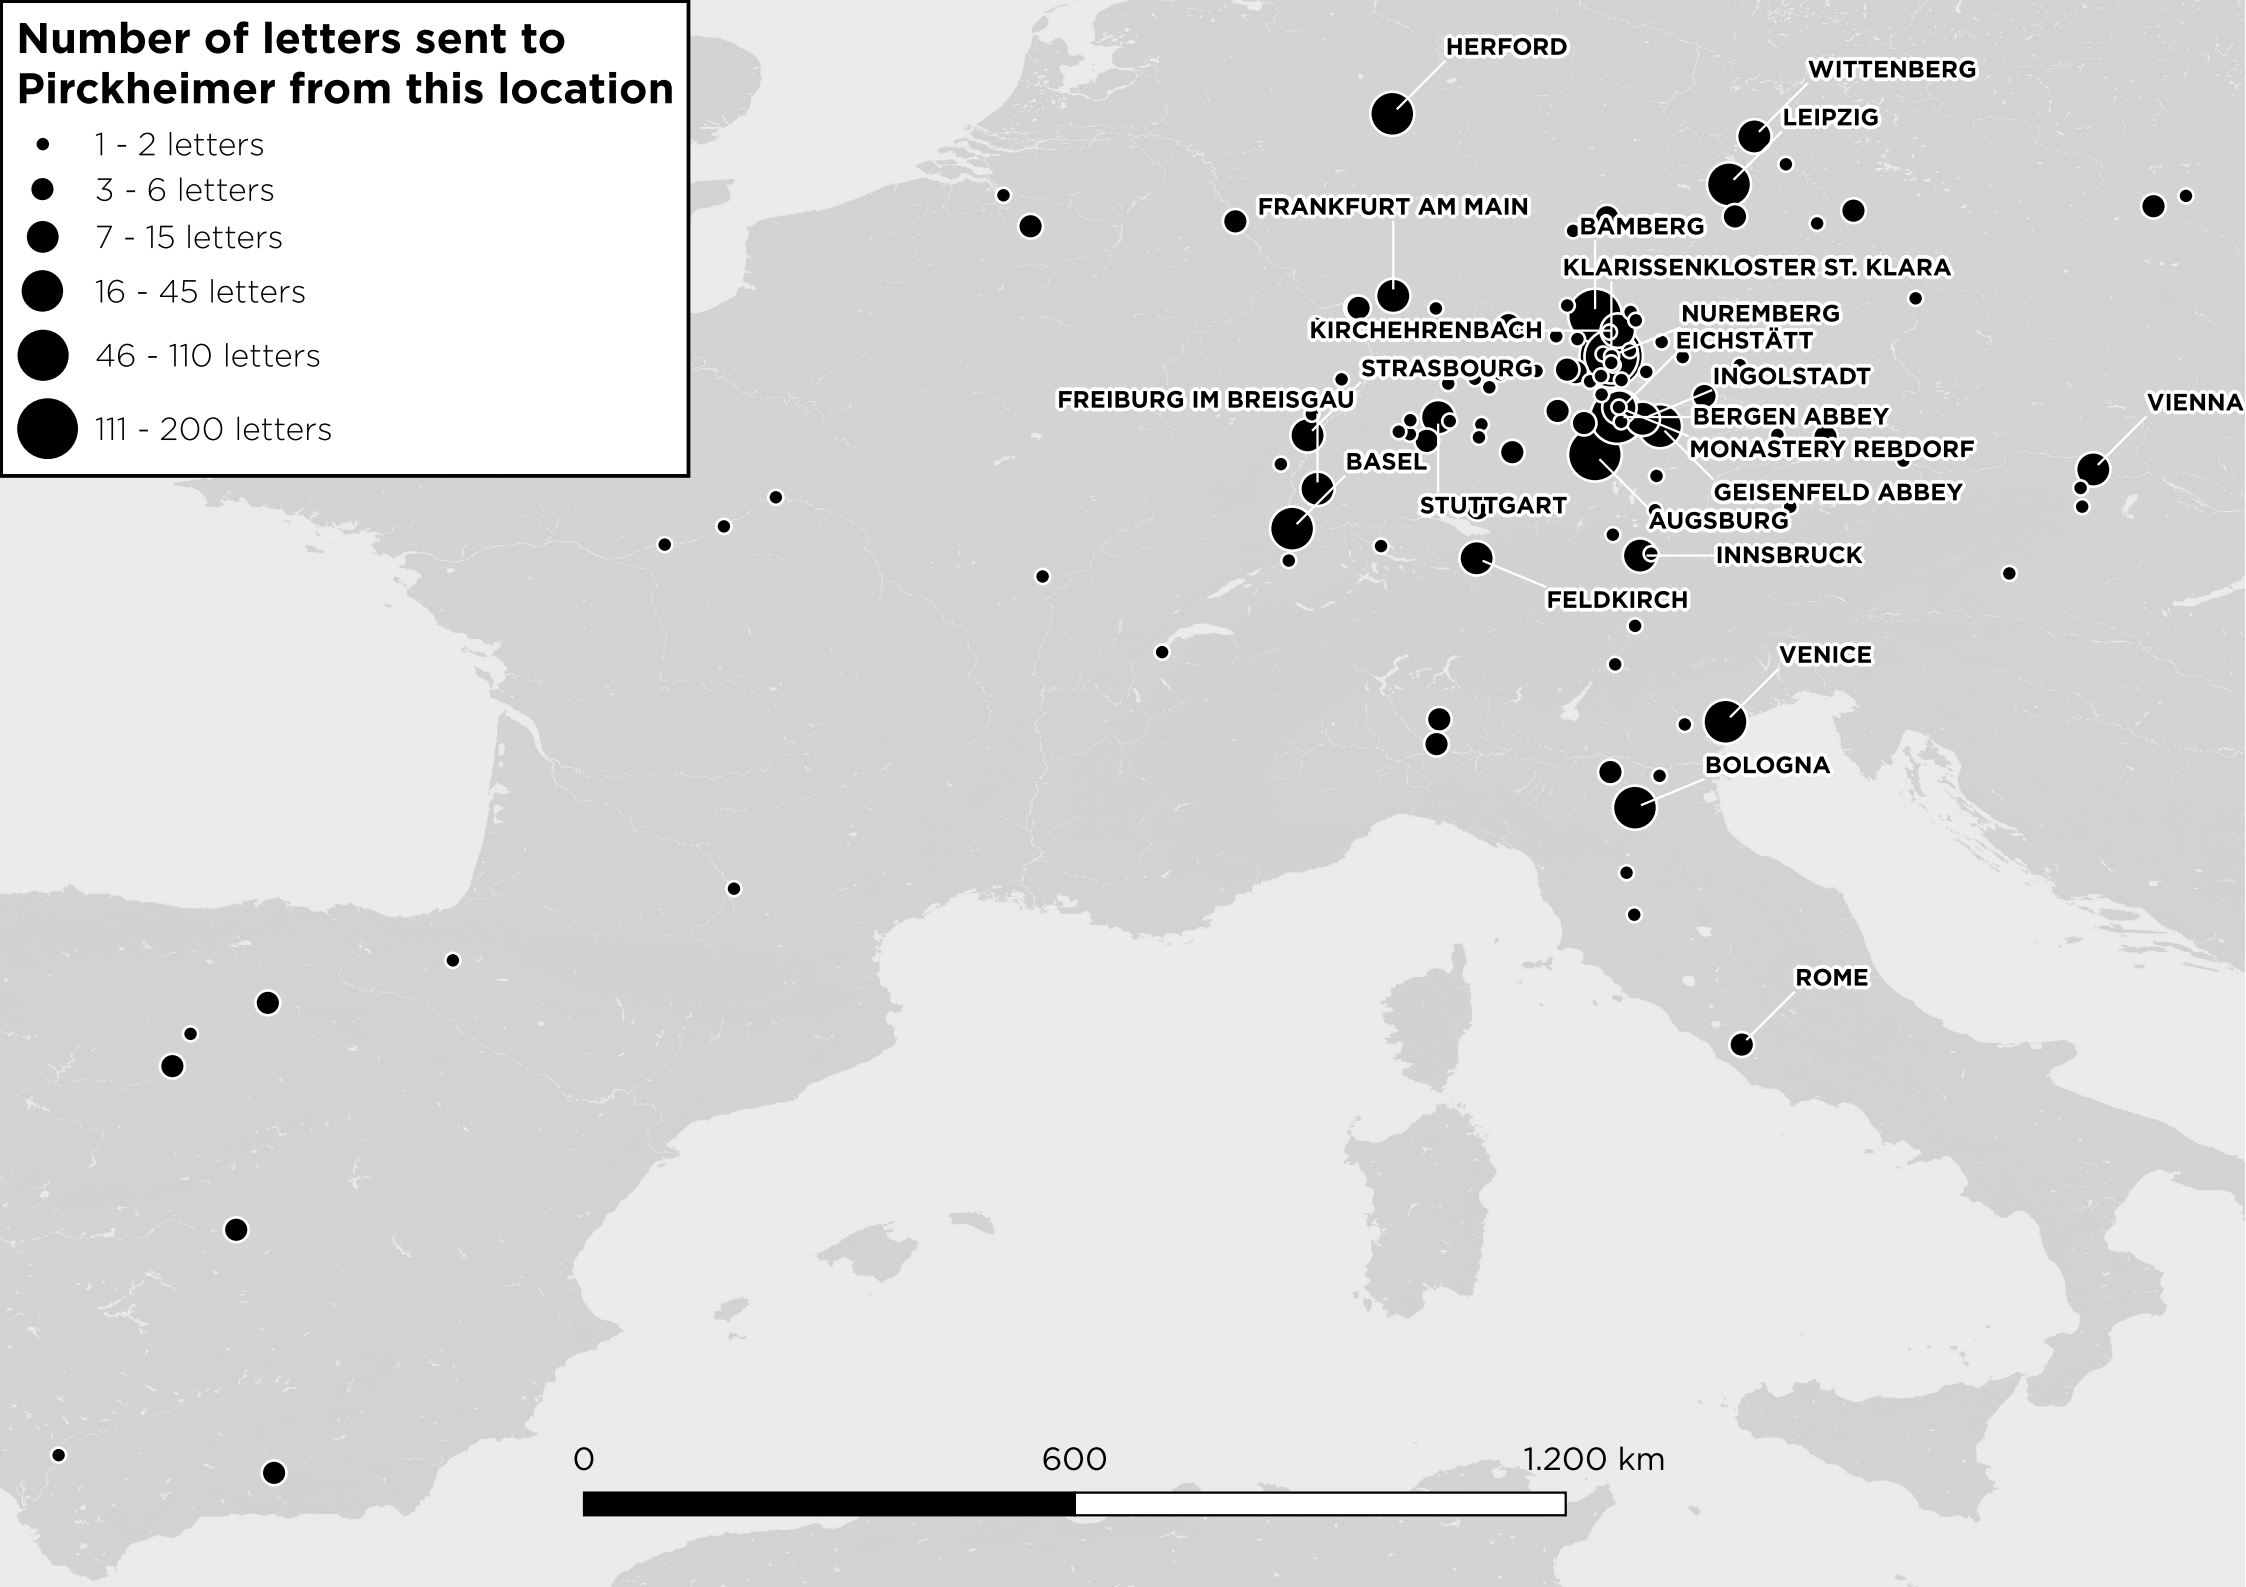 Number of letters sent to
Pirckheimer from this location
1 - 2 letters
3 - 6 letters
7 - 15 letters
16 - 45 letters
46 - 110 letters
111 - 200 letters
HERFORD
WITTENBERG
LEIPZIG
FRANKFURT AM MAIN
BAMBERG
KLARISSENKLOSTER ST. KLARA
NUREMBERG
KIRCHEHRENBACH
EICHSTÄTT
STRASBOURG
INGOLSTADT
FREIBURG IM BREISGAU
VIENNA
BERGEN ABBEY
MONASTERY REBDORF
BASEL
GEISENFELD ABBEY
STUTTGART
AUGSBURG
INNSBRUCK
FELDKIRCH
VENICE
BOLOGNA
ROME
0 600 1.200 km